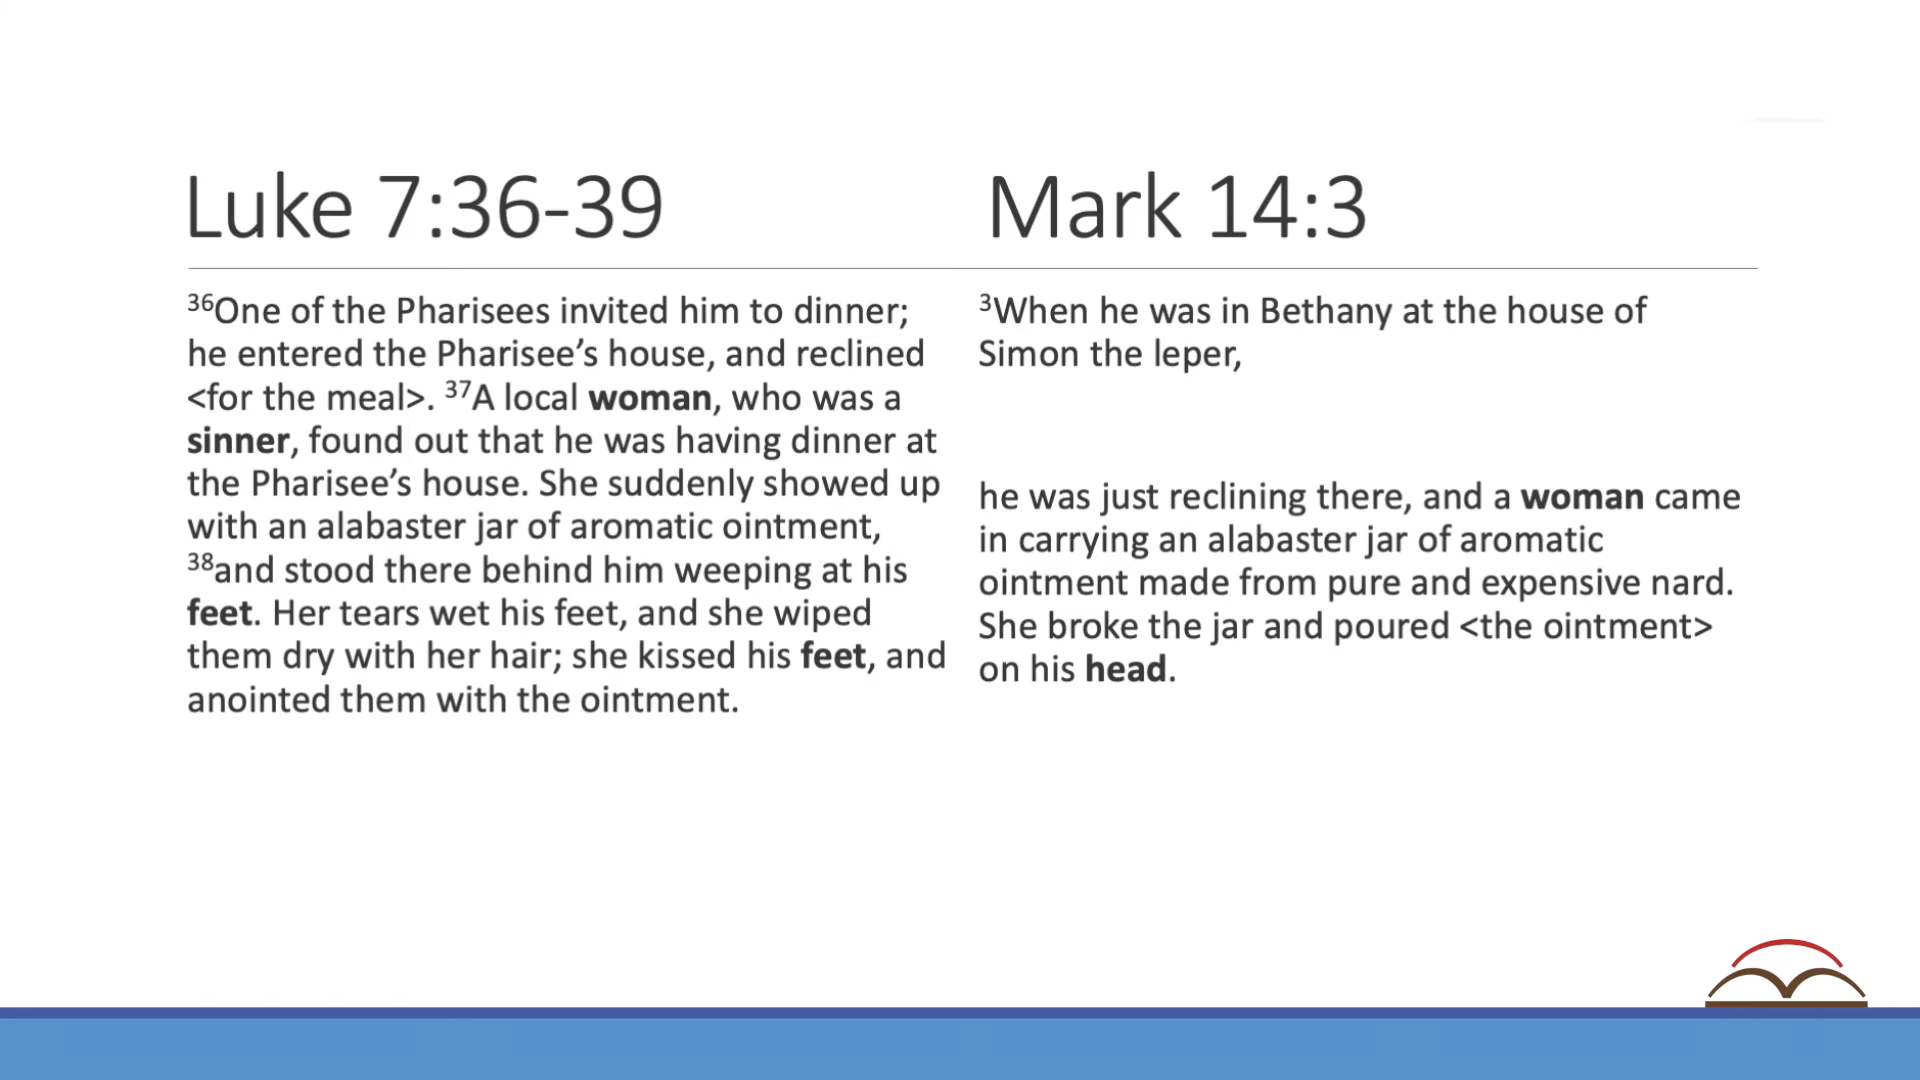 Luke 7:36-39
³⁶One of the Pharisees invited him to dinner;
he entered the Pharisee’s house, and reclined
<for the meal>. ³⁷A local woman, who was a
sinner, found out that he was having dinner at
the Pharisee’s house. She suddenly showed up
with an alabaster jar of aromatic ointment,
³⁸and stood there behind him weeping at his
feet. Her tears wet his feet, and she wiped
them dry with her hair; she kissed his feet, and
anointed them with the ointment.
Mark 14:3
³When he was in Bethany at the house of
Simon the leper,
he was just reclining there, and a woman came
in carrying an alabaster jar of aromatic
ointment made from pure and expensive nard.
She broke the jar and poured <the ointment>
on his head.